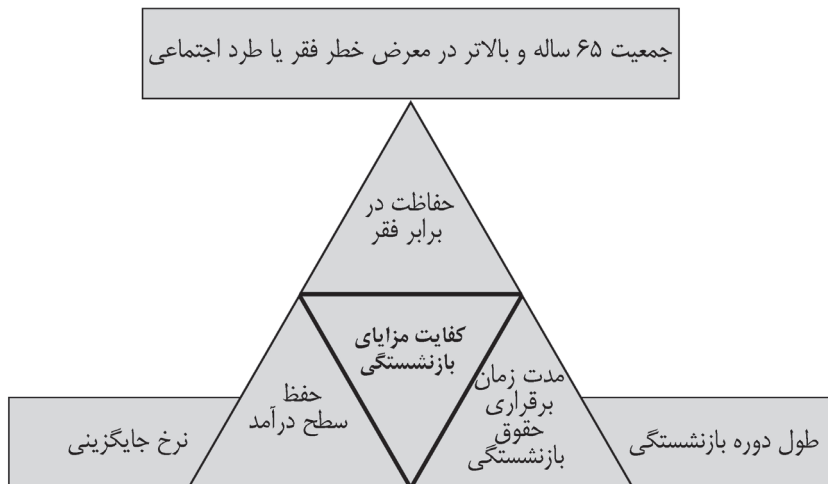 جمعیت ۶۵ ساله و بالاتر در معرض خطر فقر یا طرد اجتماعی
حفاظت در
برابر فقر
کفایت مزایای
بازنشستگی
مدت زمان
برقراری
حقوق
بازنشستگی
حفظ
سطح درآمد
طول دوره بازنشستگی
نرخ جایگزینی